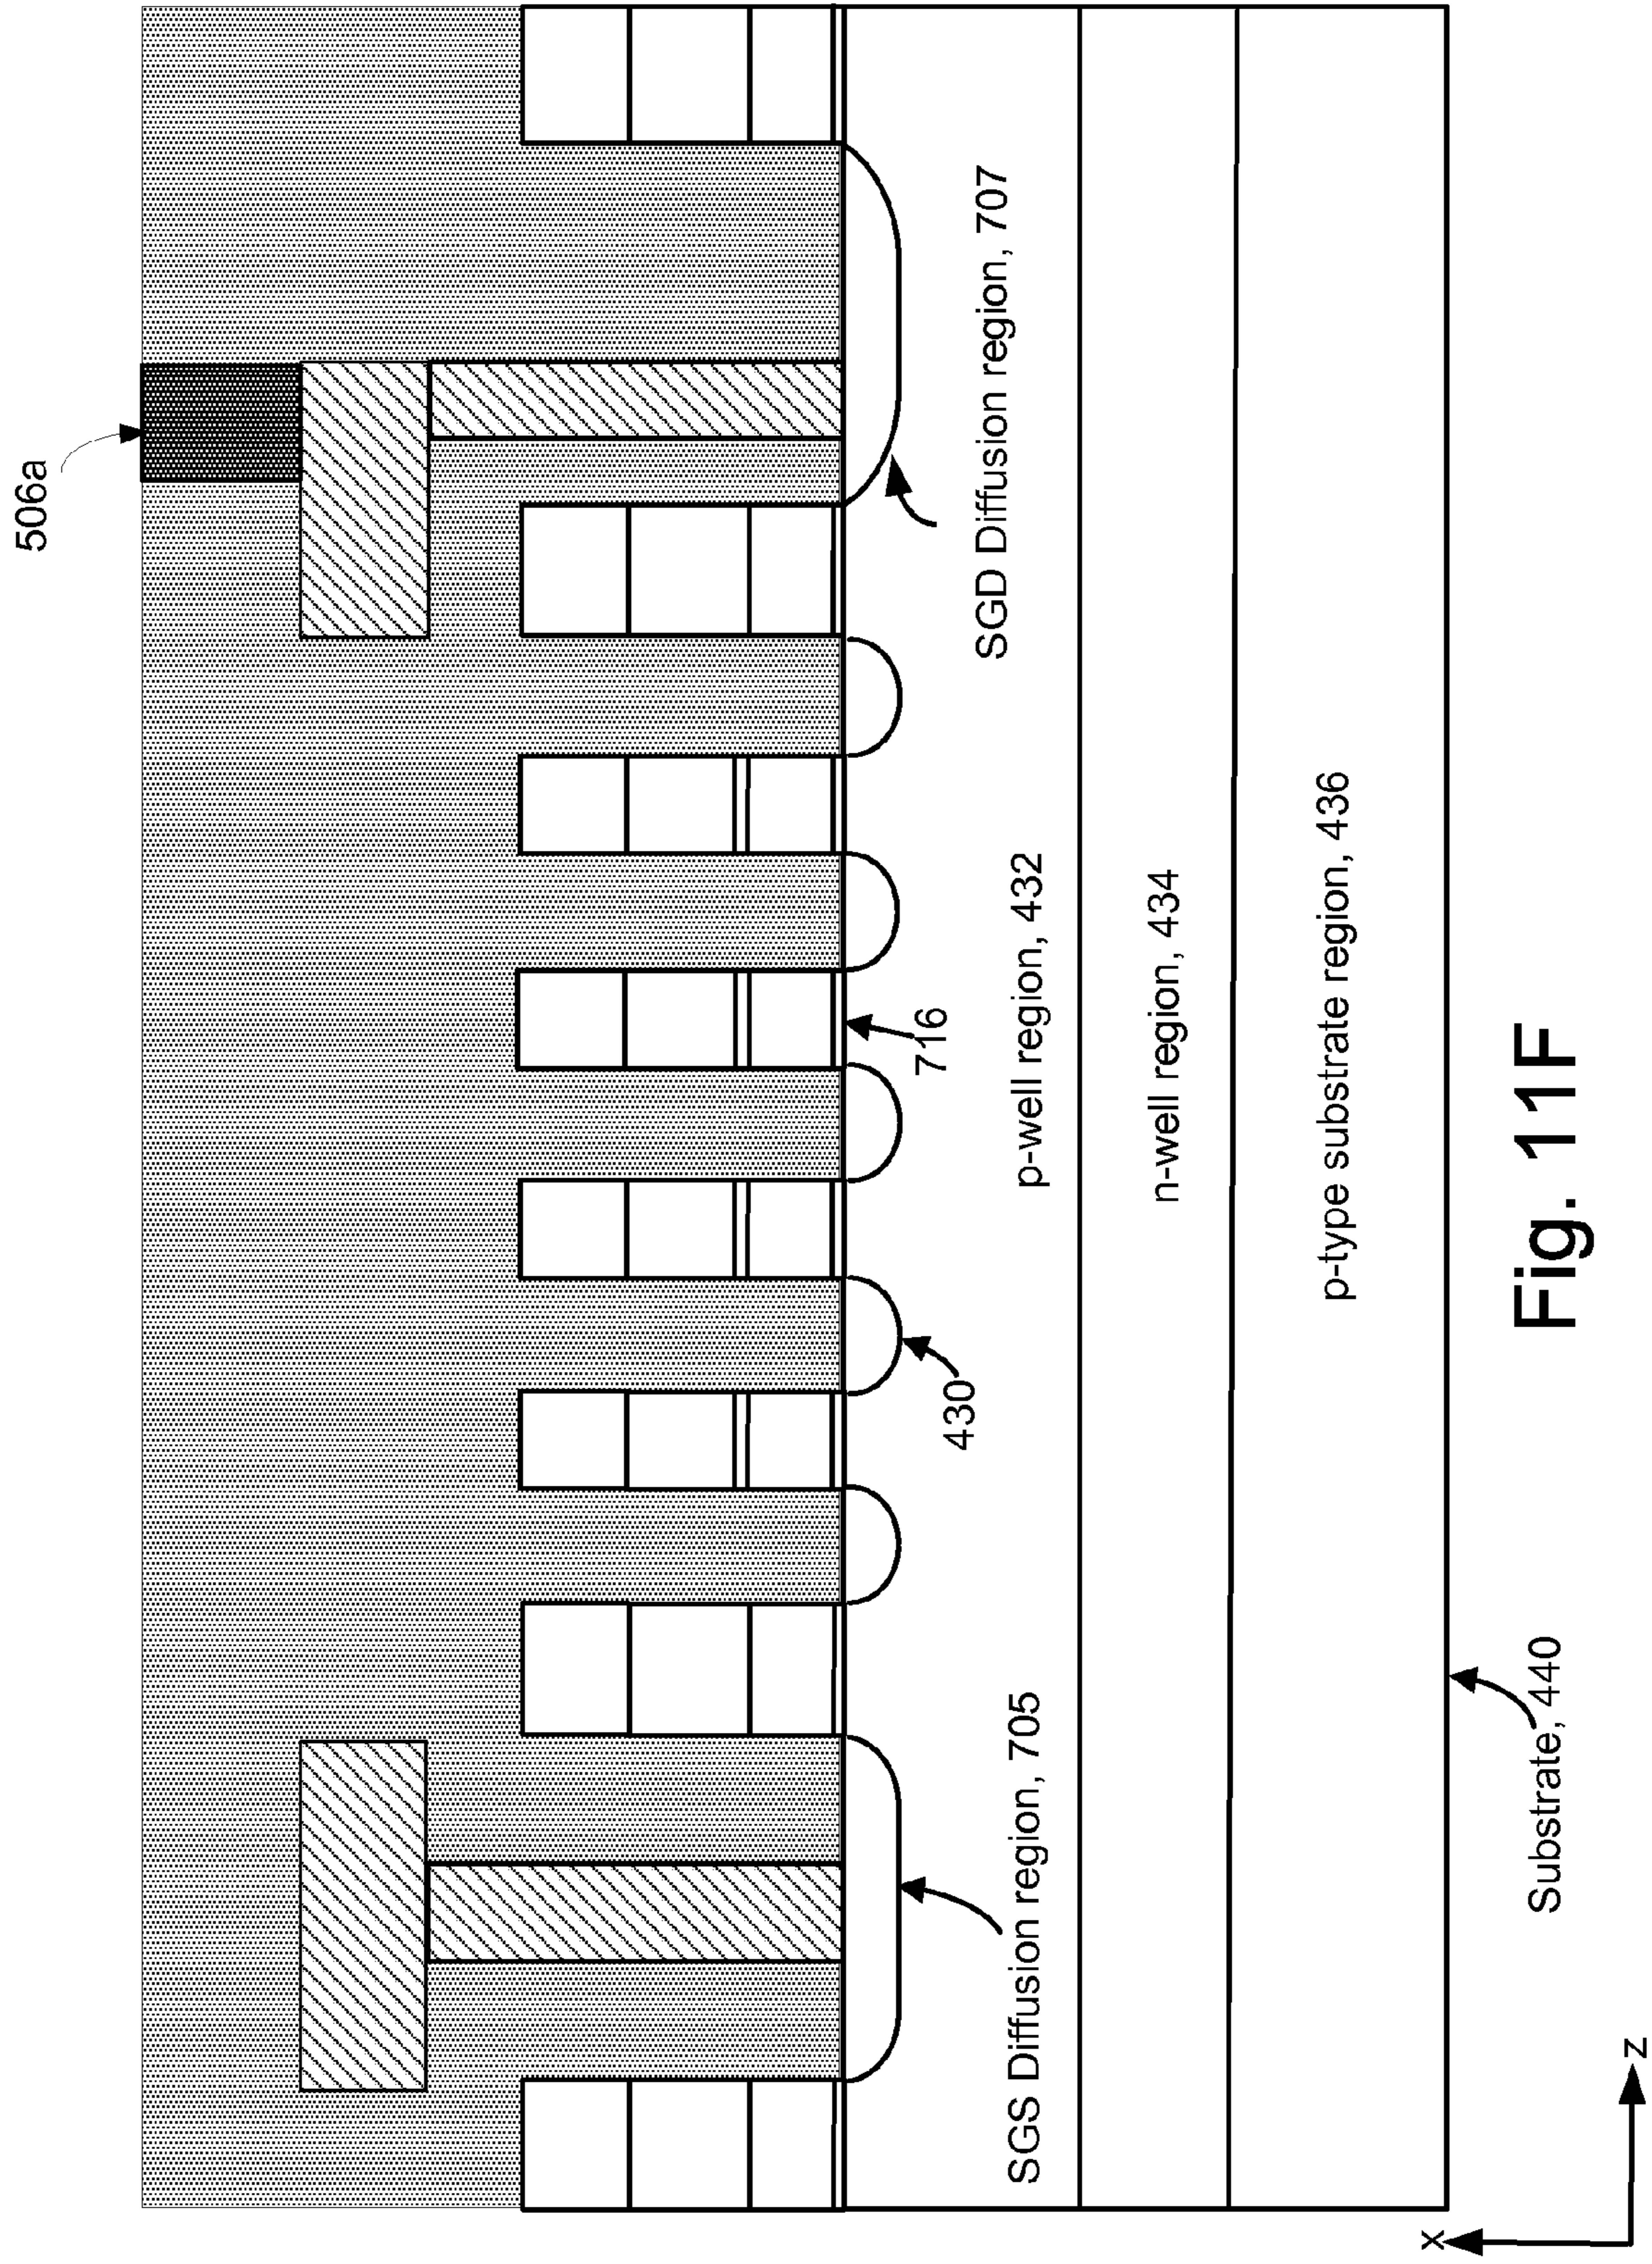 506a
SGD Diffusion region, 707
716
p-well region, 432
430
SGS Diffusion region, 705
n-well region, 434
p-type substrate region, 436
Substrate, 440
x
z
Fig. 11F